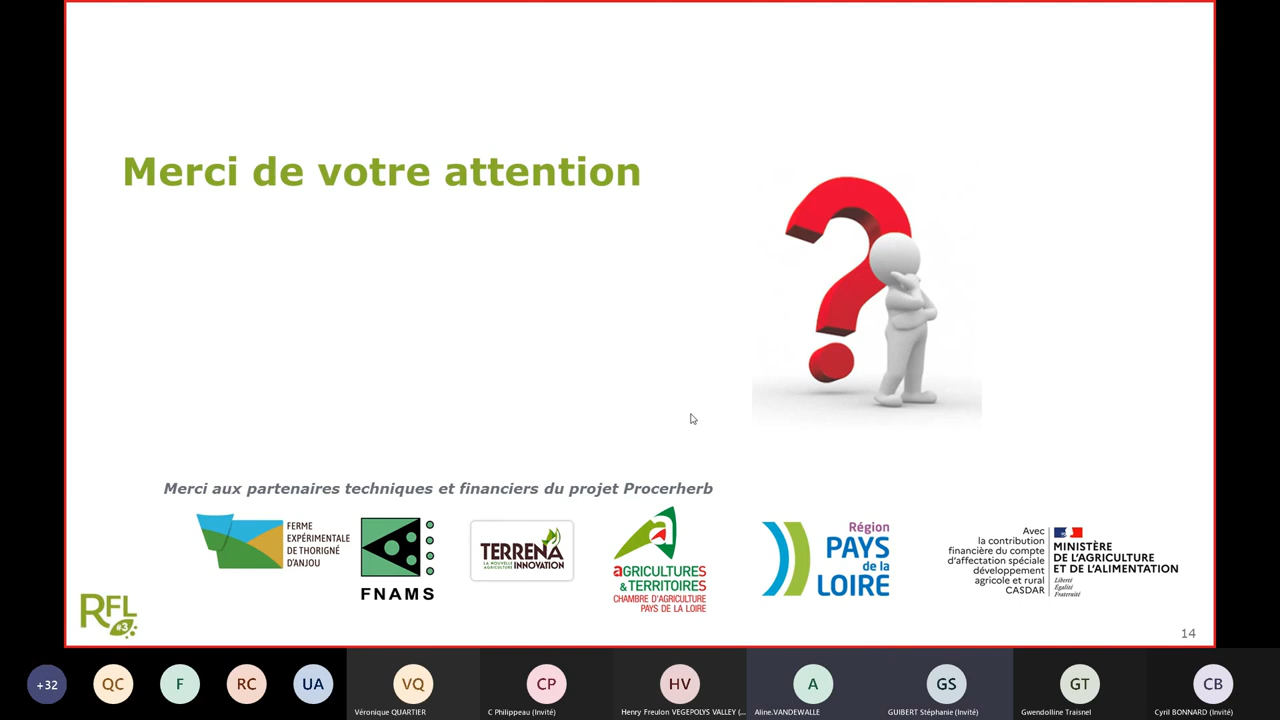 Merci de votre attention
Merci aux partenaires techniques et financiers du projet Procerherb
FERME
EXPÉRIMENTALE
DE THORIGNÉ
D'ANJOU
FNAMS
TERRENA
LA NOUVELLE
AGRICULTURE
INNOVATION
aGRICULTURES
& TERRITOIRES
CHAMBRE D'AGRICULTURE
PAYS DE LA LOIRE
Région
PAYS
de la
LOIRE
Avec
la contribution
financière du compte
d'affectation spéciale
développement
agricole et rural
CASDAR
MINISTÈRE
DE L'AGRICULTURE
ET DE L'ALIMENTATION
Liberté
Égalité
Fraternité
RFL
#3
14
+32
QC
F
RC
UA
VQ
Véronique QUARTIER
CP
C Philippeau (Invité)
HV
Henry Freulon VEGEPOLYS VALLEY (...
A
Aline.VANDEWALLE
GS
GUIBERT Stéphanie (Invité)
GT
Gwendolline Traisnel
CB
Cyril BONNARD (Invité)